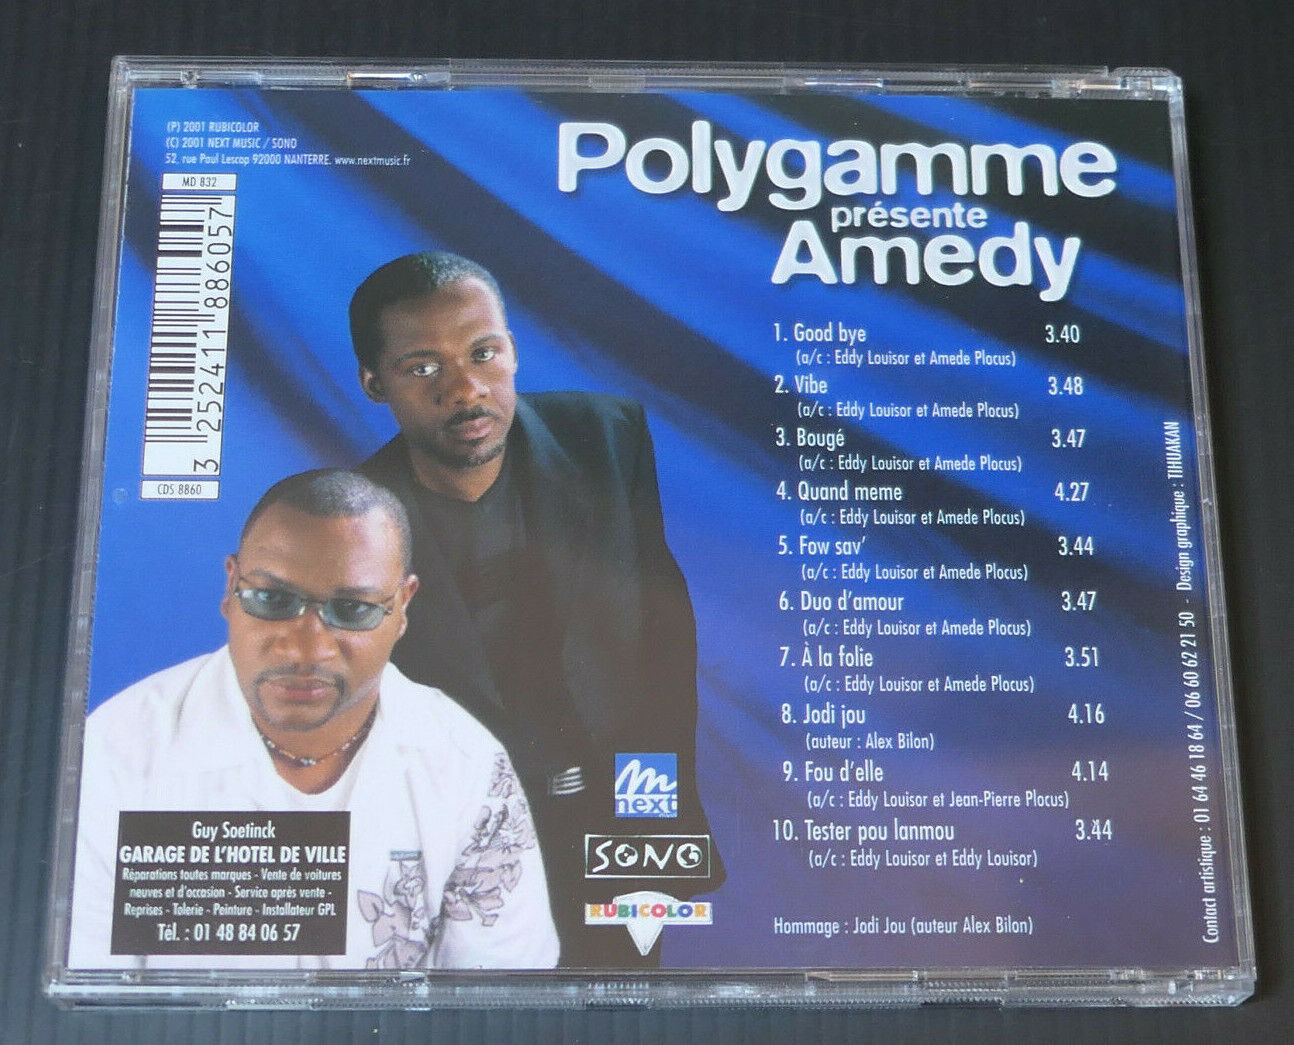 (P) 2001 RUBICOLOR
(C) 2001 NEXT MUSIC / SONO
52, rue Paul Lescop 92000 NANTERRE. www.nextmusic.fr
MD 832
3 252411 886057
CDS 8860
Polygamme
présente
Amedy
1. Good bye 3.40
(a/c : Eddy Louisor et Amede Plocus)
2. Vibe 3.48
(a/c : Eddy Louisor et Amede Plocus)
3. Bougé 3.47
(a/c : Eddy Louisor et Amede Plocus)
4. Quand meme 4.27
(a/c : Eddy Louisor et Amede Plocus)
5. Fow sav' 3.44
(a/c : Eddy Louisor et Amede Plocus)
6. Duo d'amour 3.47
(a/c : Eddy Louisor et Amede Plocus)
7. À la folie 3.51
(a/c : Eddy Louisor et Amede Plocus)
8. Jodi jou 4.16
(auteur : Alex Bilon)
9. Fou d'elle 4.14
(a/c : Eddy Louisor et Jean-Pierre Plocus)
10. Tester pou lanmou 3.44
(a/c : Eddy Louisor et Eddy Louisor)
Hommage : Jodi Jou (auteur Alex Bilon)
Contact artistique : 01 64 46 18 64 / 06 60 62 21 50 - Design graphique : TIHUAKAN
next
SONO
RUBICOLOR
Guy Soetinck
GARAGE DE L'HOTEL DE VILLE
Réparations toutes marques - Vente de voitures
neuves et d'occasion - Service après vente -
Reprises - Tolerie - Peinture - Installateur GPL
Tél. : 01 48 84 06 57